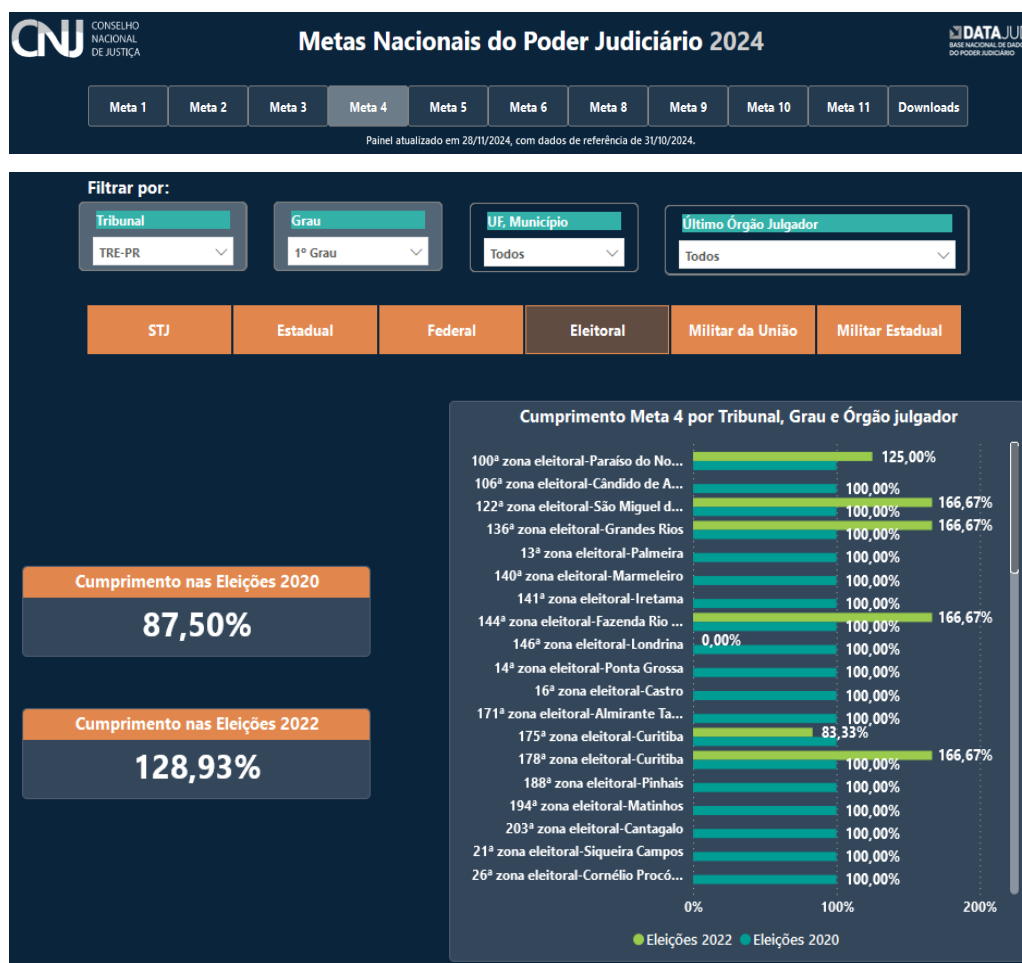 CNJ
CONSELHO
NACIONAL
DE JUSTIÇA
Metas Nacionais do Poder Judiciário 2024
DATAJUD
BASE NACIONAL DE DADO
DO PODER JUDICIÁRIO
Meta 1 Meta 2 Meta 3 Meta 4 Meta 5 Meta 6 Meta 8 Meta 9 Meta 10 Meta 11 Downloads
Painel atualizado em 28/11/2024, com dados de referência de 31/10/2024.
Filtrar por:
Tribunal
TRE-PR
Grau
1º Grau
UF, Município
Todos
Último Órgão Julgador
Todos
STJ Estadual Federal Eleitoral Militar da União Militar Estadual
Cumprimento nas Eleições 2020
87,50%
Cumprimento nas Eleições 2022
128,93%
Cumprimento Meta 4 por Tribunal, Grau e Órgão julgador
100ª zona eleitoral-Paraíso do No... 125,00%
106ª zona eleitoral-Cândido de A... 100,00%
122ª zona eleitoral-São Miguel d... 166,67% 100,00%
136ª zona eleitoral-Grandes Rios 166,67% 100,00%
13ª zona eleitoral-Palmeira 100,00%
140ª zona eleitoral-Marmeleiro 100,00%
141ª zona eleitoral-Iretama 100,00%
144ª zona eleitoral-Fazenda Rio ... 166,67% 100,00%
146ª zona eleitoral-Londrina 0,00% 100,00%
14ª zona eleitoral-Ponta Grossa 100,00%
16ª zona eleitoral-Castro 100,00%
171ª zona eleitoral-Almirante Ta... 100,00%
175ª zona eleitoral-Curitiba 83,33%
178ª zona eleitoral-Curitiba 166,67% 100,00%
188ª zona eleitoral-Pinhais 100,00%
194ª zona eleitoral-Matinhos 100,00%
203ª zona eleitoral-Cantagalo 100,00%
21ª zona eleitoral-Siqueira Campos 100,00%
26ª zona eleitoral-Cornélio Procó... 100,00%
0% 100% 200%
Eleições 2022 Eleições 2020